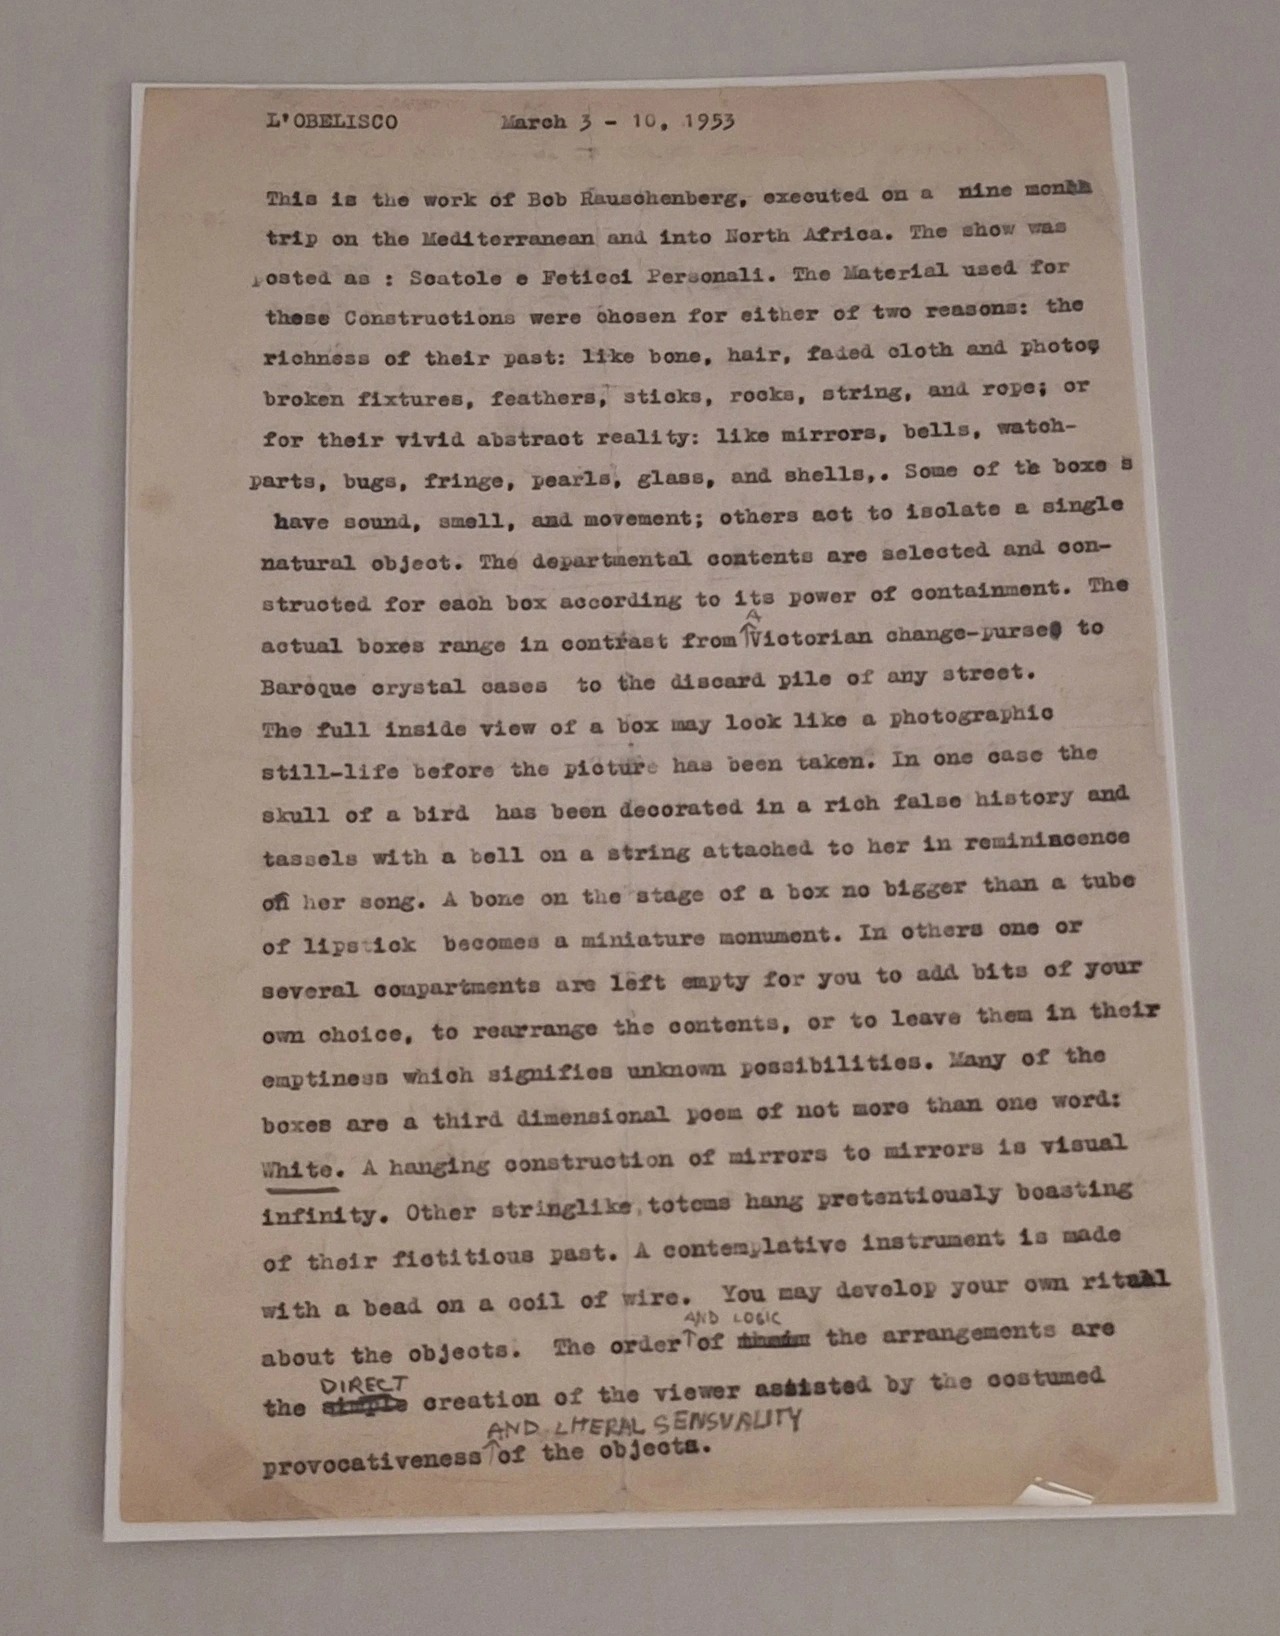 L'OBELISCO March 3 - 10, 1953
This is the work of Bob Rauschenberg, executed on a nine month
trip on the Mediterranean and into North Africa. The show was
posted as : Scatole e Feticci Personali. The Material used for
these Constructions were chosen for either of two reasons: the
richness of their past: like bone, hair, faded cloth and photos,
broken fixtures, feathers, sticks, rocks, string, and rope; or
for their vivid abstract reality: like mirrors, bells, watch-
parts, bugs, fringe, pearls, glass, and shells,. Some of the boxe s
have sound, smell, and movement; others act to isolate a single
natural object. The departmental contents are selected and con-
structed for each box according to its power of containment. The
A
actual boxes range in contrast from Victorian change-purse to
Baroque crystal cases to the discard pile of any street.
The full inside view of a box may look like a photographic
still-life before the picture has been taken. In one case the
skull of a bird has been decorated in a rich false history and
tassels with a bell on a string attached to her in reminiscence
of her song. A bone on the stage of a box no bigger than a tube
of lipstick becomes a miniature monument. In others one or
several compartments are left empty for you to add bits of your
own choice, to rearrange the contents, or to leave them in their
emptiness which signifies unknown possibilities. Many of the
boxes are a third dimensional poem of not more than one word:
White. A hanging construction of mirrors to mirrors is visual
infinity. Other stringlike totems hang pretentiously boasting
of their fictitious past. A contemplative instrument is made
with a bead on a coil of wire. You may develop your own ritual
AND LOGIC
about the objects. The order of the arrangements are
DIRECT
the simple creation of the viewer assisted by the costumed
AND LITERAL SENSUALITY
provocativeness of the objects.